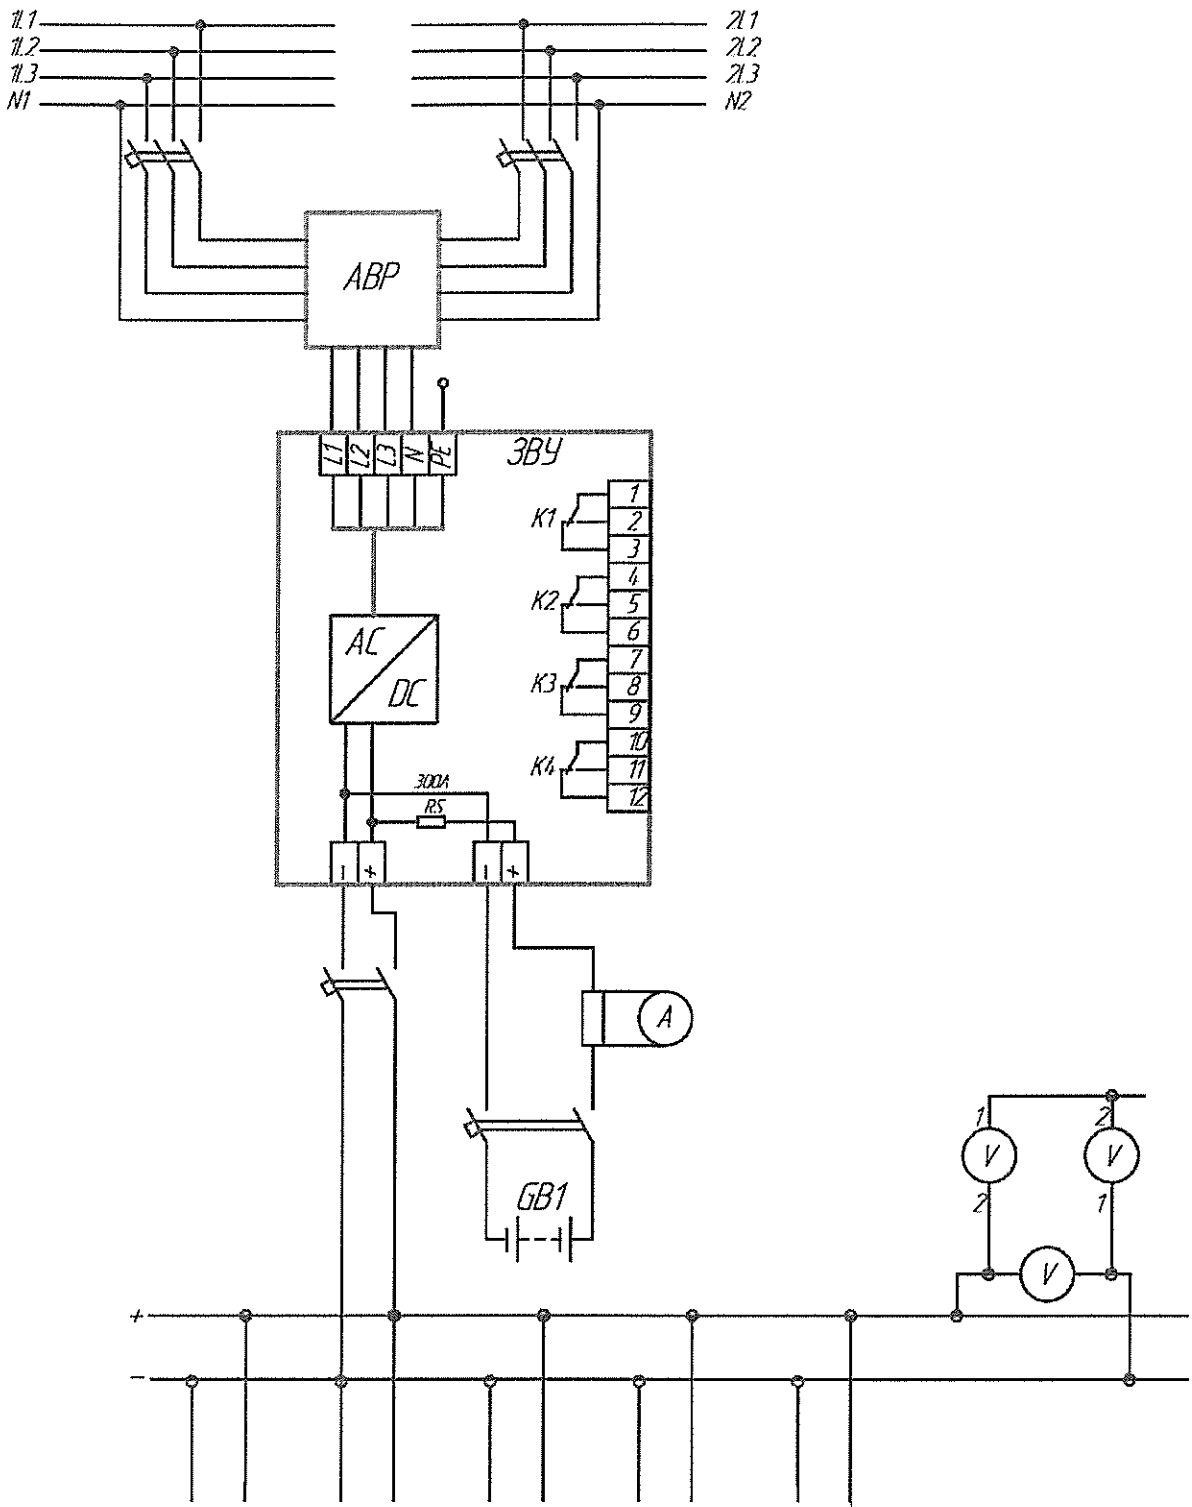 1L1 2L1
1L2 2L2
1L3 2L3
N1 N2
АВР
L1 L2 L3 N PE
ЗВУ
K1 1 2 3
K2 4 5 6
K3 7 8 9
K4 10 11 12
AC
DC
300А
RS
- + - +
A
1 2
V V
GB1
2 1
V
+
-